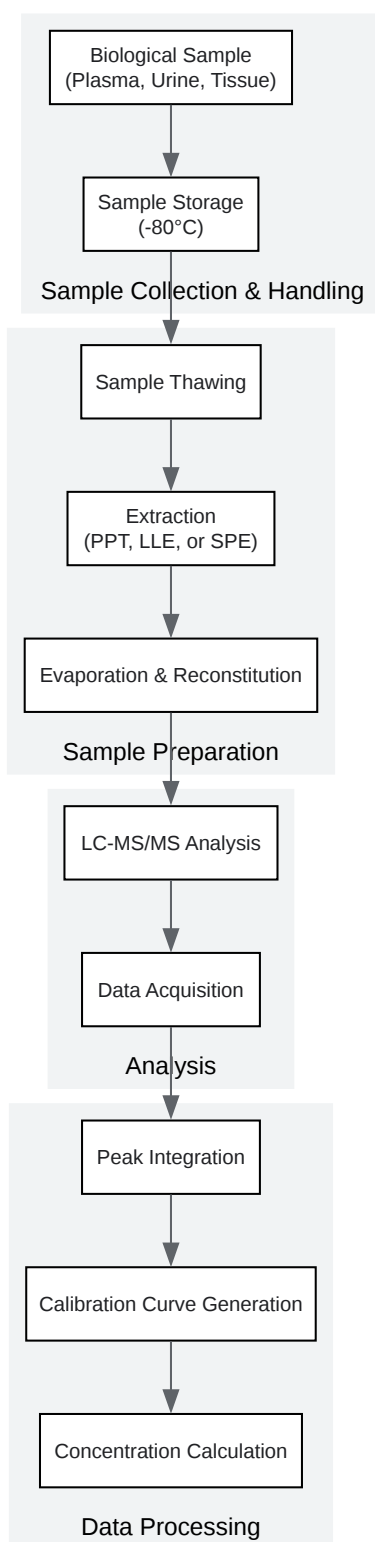 Biological Sample
(Plasma, Urine, Tissue)
Sample Storage
(-80°C)
Sample Collection & Handling
Sample Thawing
Extraction
(PPT, LLE, or SPE)
Evaporation & Reconstitution
Sample Preparation
LC-MS/MS Analysis
Data Acquisition
Analysis
Peak Integration
Calibration Curve Generation
Concentration Calculation
Data Processing